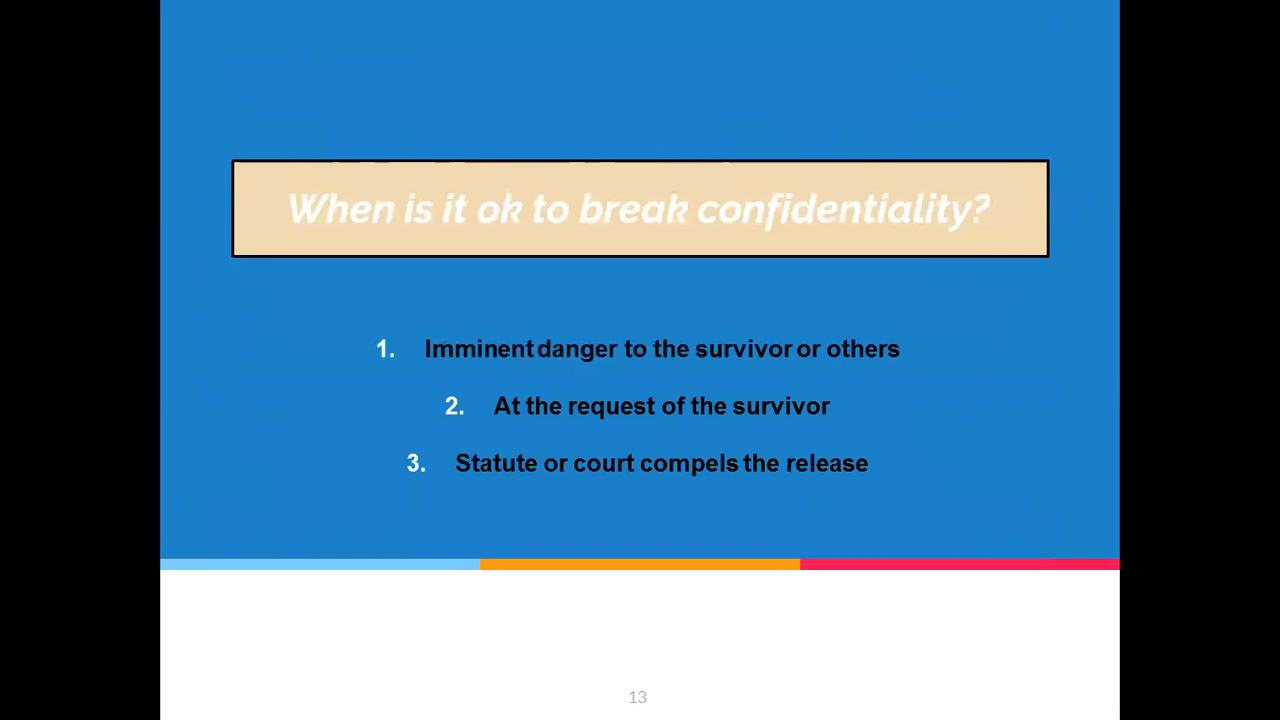 When is it ok to break confidentiality?
1. Imminent danger to the survivor or others
2. At the request of the survivor
3. Statute or court compels the release
13